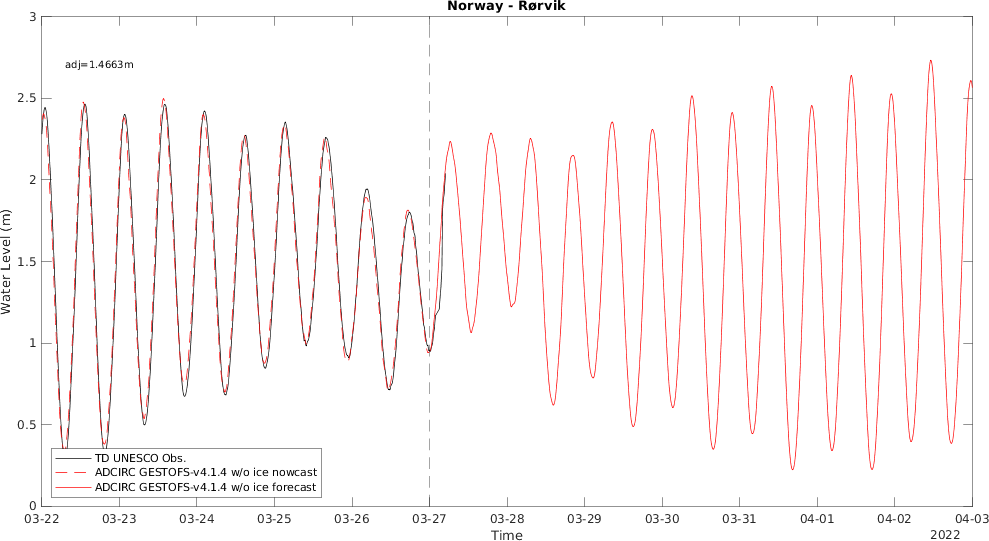 Norway - Rørvik
adj=1.4663m
Water Level (m)
3
2.5
2
1.5
1
0.5
0
TD UNESCO Obs.
ADCIRC GESTOFS-v4.1.4 w/o ice nowcast
ADCIRC GESTOFS-v4.1.4 w/o ice forecast
03-22 03-23 03-24 03-25 03-26 03-27 03-28 03-29 03-30 03-31 04-01 04-02 04-03
Time
2022